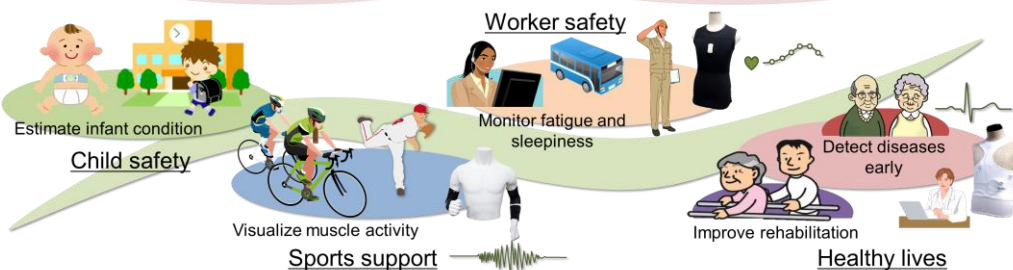 Worker safety
Estimate infant condition
Child safety
Monitor fatigue and
sleepiness
Detect diseases
early
Visualize muscle activity
Sports support
Improve rehabilitation
Healthy lives